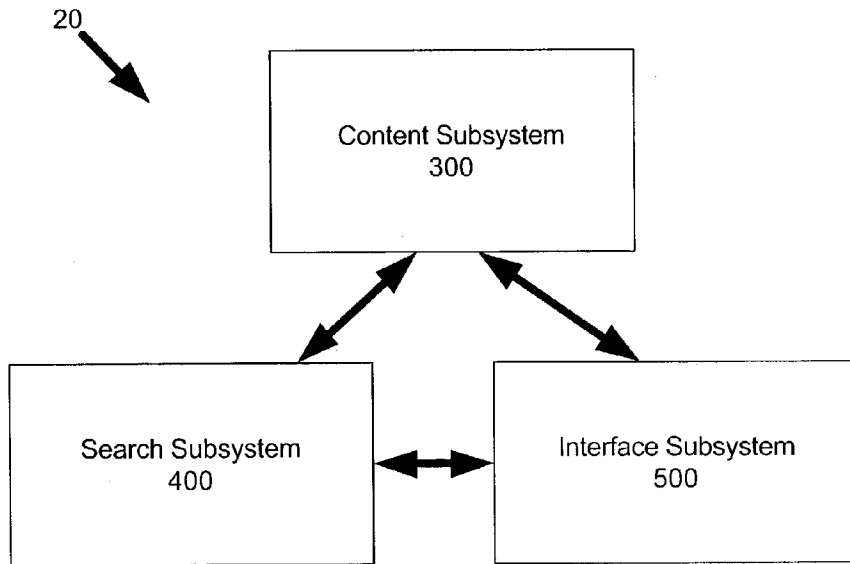 20
Content Subsystem
300
Search Subsystem
400
Interface Subsystem
500